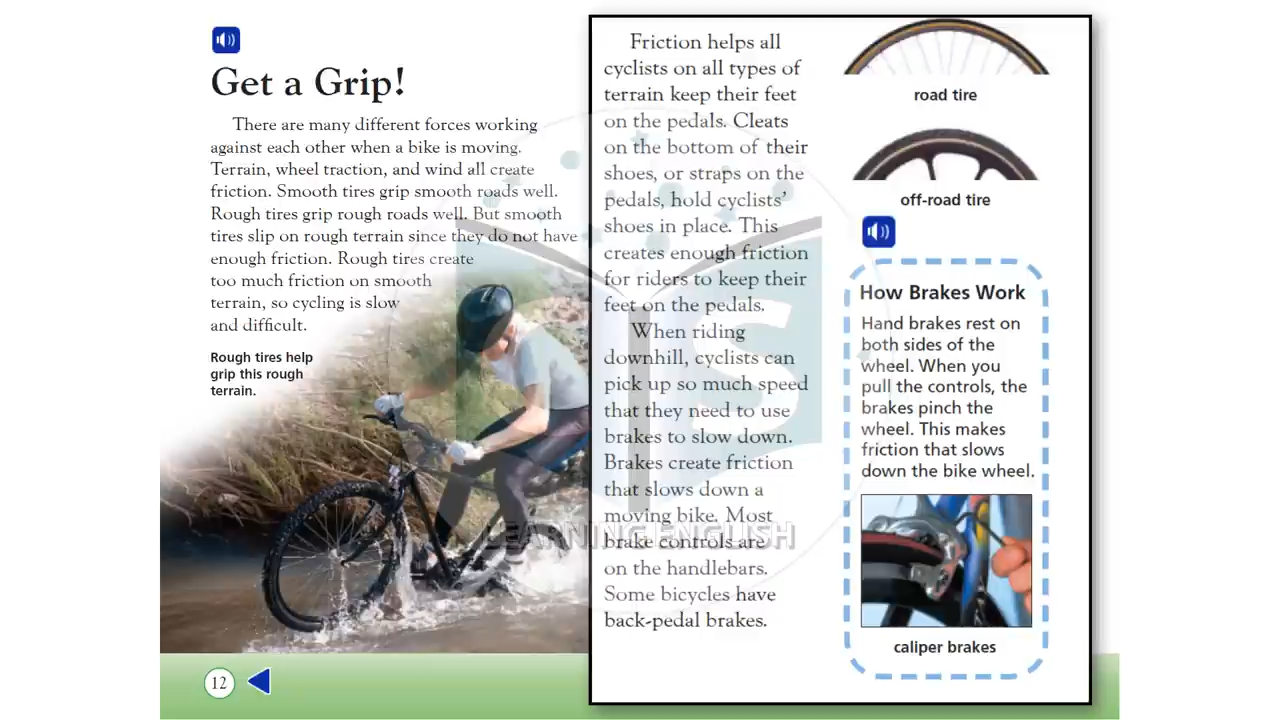 Get a Grip!
There are many different forces working
against each other when a bike is moving.
Terrain, wheel traction, and wind all create
friction. Smooth tires grip smooth roads well.
Rough tires grip rough roads well. But smooth
tires slip on rough terrain since they do not have
enough friction. Rough tires create
too much friction on smooth
terrain, so cycling is slow
and difficult.
Rough tires help
grip this rough
terrain.
12
Friction helps all
cyclists on all types of
terrain keep their feet
on the pedals. Cleats
on the bottom of their
shoes, or straps on the
pedals, hold cyclists’
shoes in place. This
creates enough friction
for riders to keep their
feet on the pedals.
When riding
downhill, cyclists can
pick up so much speed
that they need to use
brakes to slow down.
Brakes create friction
that slows down a
moving bike. Most
brake controls are
on the handlebars.
Some bicycles have
back-pedal brakes.
road tire
off-road tire
How Brakes Work
Hand brakes rest on
both sides of the
wheel. When you
pull the controls, the
brakes pinch the
wheel. This makes
friction that slows
down the bike wheel.
caliper brakes
LEARNING ENGLISH